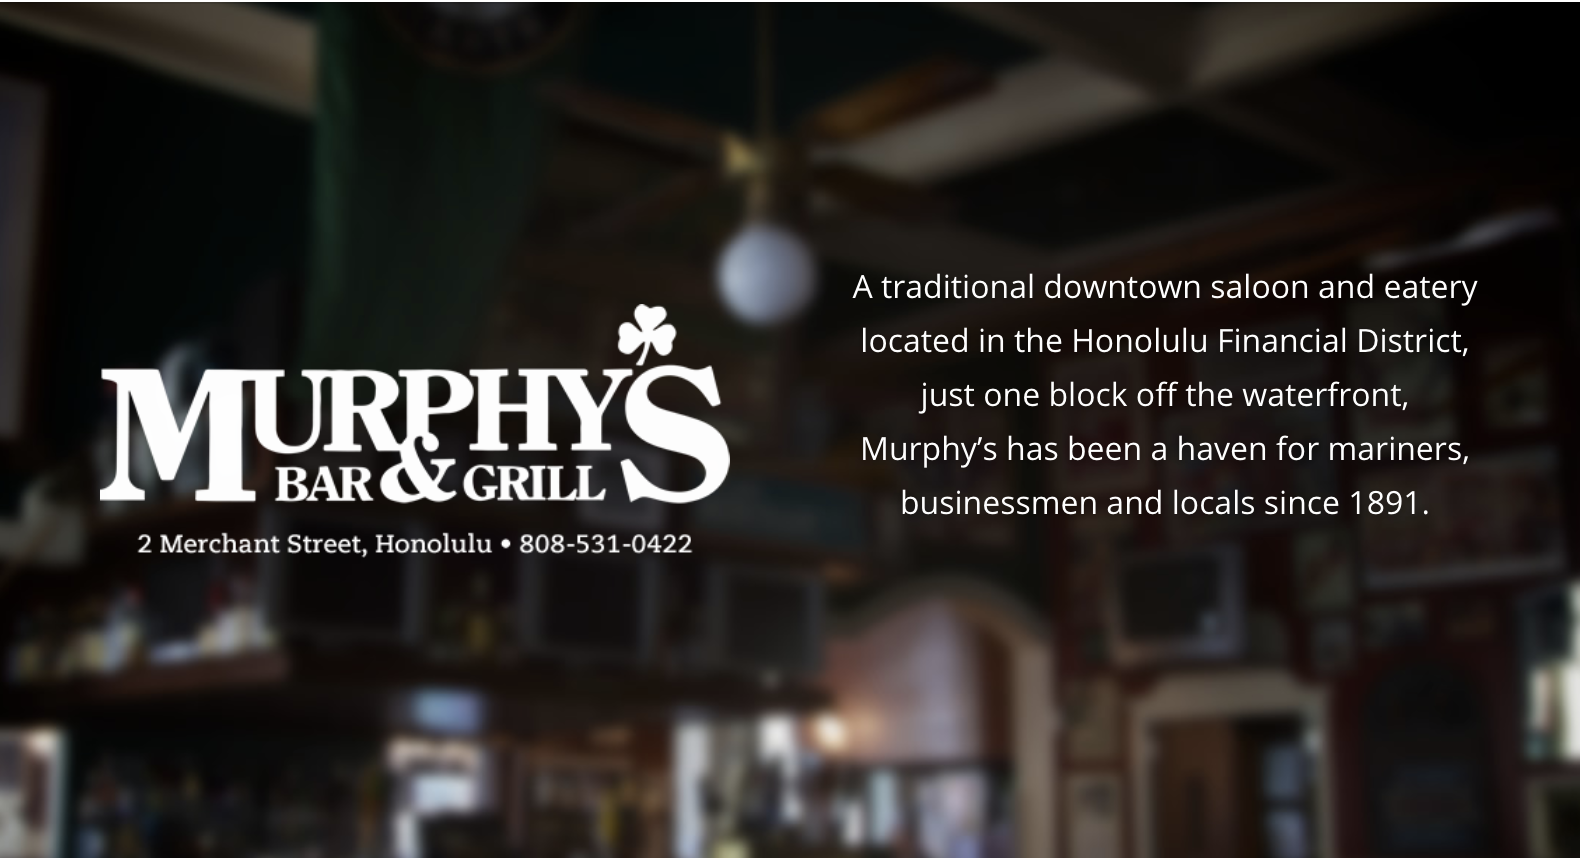 MURPHY'S
BAR & GRILL
2 Merchant Street, Honolulu • 808-531-0422
A traditional downtown saloon and eatery
located in the Honolulu Financial District,
just one block off the waterfront,
Murphy’s has been a haven for mariners,
businessmen and locals since 1891.